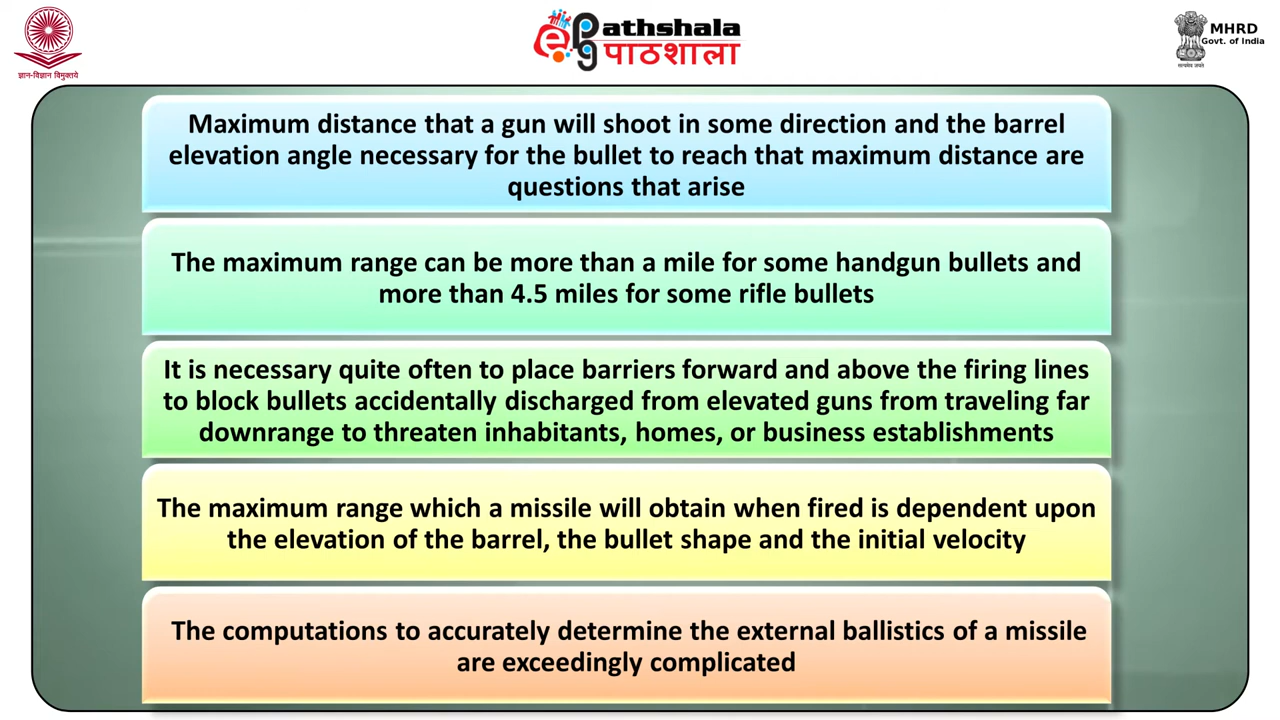 ज्ञान-विज्ञान विमुक्तये
ePG Pathshala
पाठशाला
MHRD
Govt. of India
सत्यमेव जयते
Maximum distance that a gun will shoot in some direction and the barrel
elevation angle necessary for the bullet to reach that maximum distance are
questions that arise
The maximum range can be more than a mile for some handgun bullets and
more than 4.5 miles for some rifle bullets
It is necessary quite often to place barriers forward and above the firing lines
to block bullets accidentally discharged from elevated guns from traveling far
downrange to threaten inhabitants, homes, or business establishments
The maximum range which a missile will obtain when fired is dependent upon
the elevation of the barrel, the bullet shape and the initial velocity
The computations to accurately determine the external ballistics of a missile
are exceedingly complicated